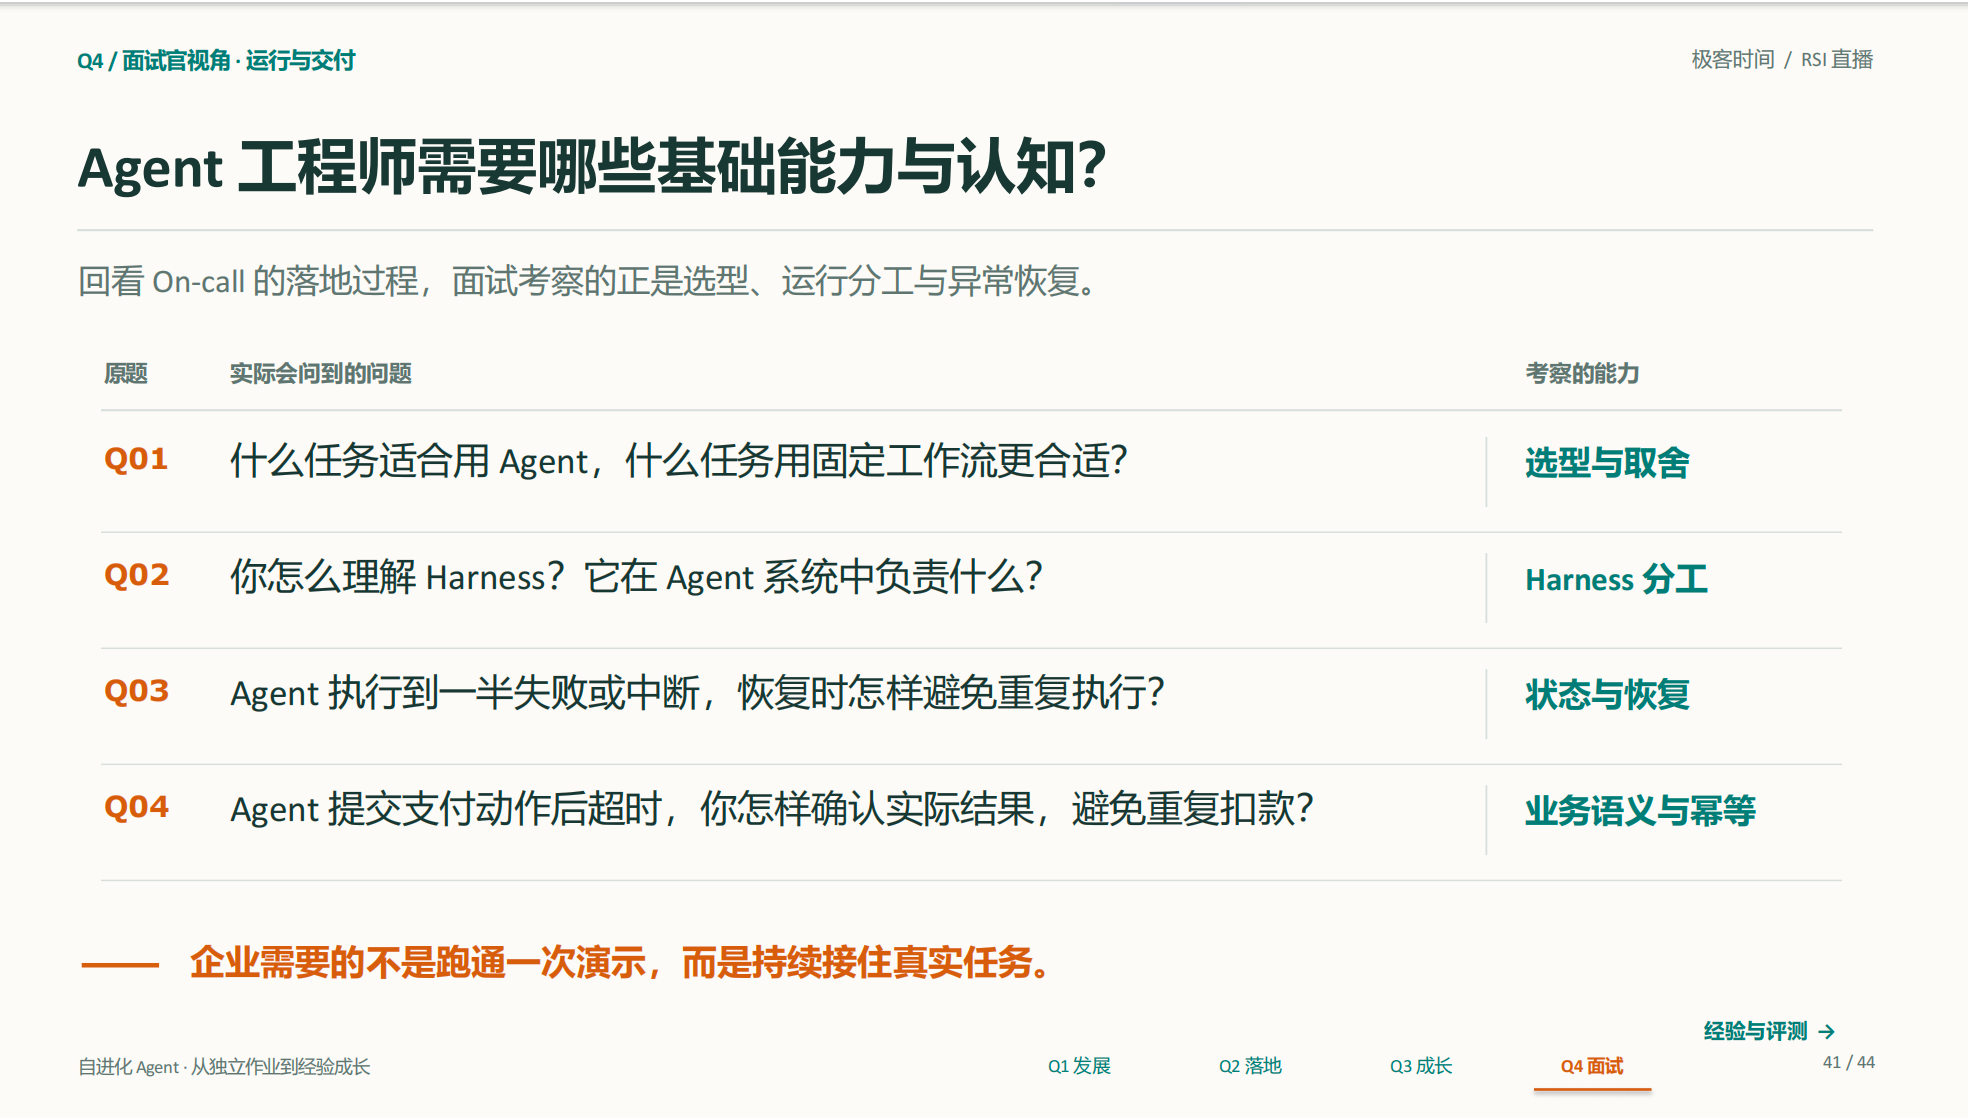 Q4 / 面试官视角 · 运行与交付
极客时间 / RSI 直播
Agent 工程师需要哪些基础能力与认知？
回看 On-call 的落地过程，面试考察的正是选型、运行分工与异常恢复。
原题 实际会问到的问题 考察的能力
Q01 什么任务适合用 Agent，什么任务用固定工作流更合适？ 选型与取舍
Q02 你怎么理解 Harness？它在 Agent 系统中负责什么？ Harness 分工
Q03 Agent 执行到一半失败或中断，恢复时怎样避免重复执行？ 状态与恢复
Q04 Agent 提交支付动作后超时，你怎样确认实际结果，避免重复扣款？ 业务语义与幂等
企业需要的不是跑通一次演示，而是持续接住真实任务。
经验与评测 →
自进化 Agent · 从独立作业到经验成长 Q1 发展 Q2 落地 Q3 成长 Q4 面试 41 / 44